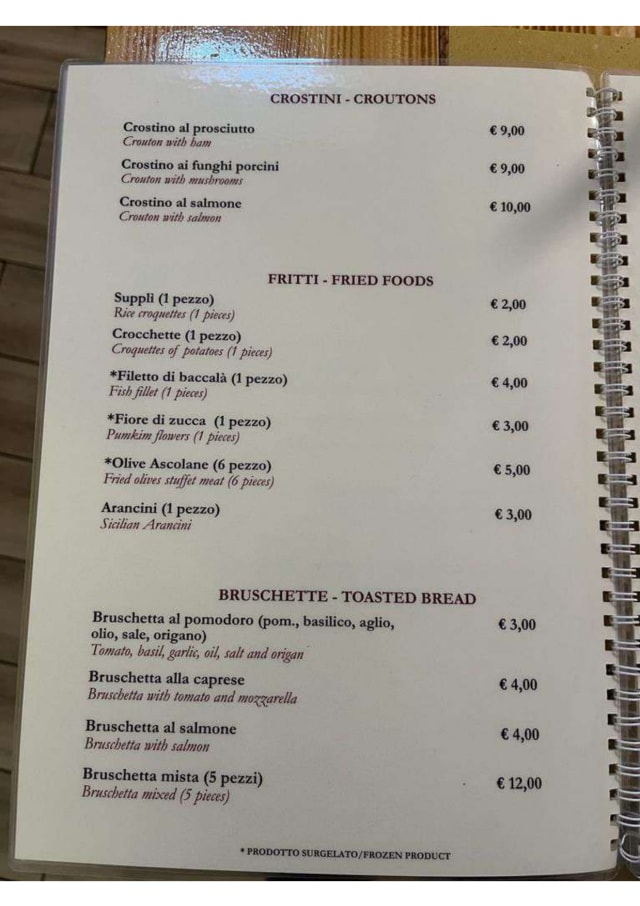 CROSTINI - CROUTONS
Crostino al prosciutto € 9,00
Crouton with ham
Crostino ai funghi porcini € 9,00
Crouton with mushrooms
Crostino al salmone € 10,00
Crouton with salmon
FRITTI - FRIED FOODS
Supplì (1 pezzo) € 2,00
Rice croquettes (1 pieces)
Crocchette (1 pezzo) € 2,00
Croquettes of potatoes (1 pieces)
*Filetto di baccalà (1 pezzo) € 4,00
Fish fillet (1 pieces)
*Fiore di zucca (1 pezzo) € 3,00
Pumkim flowers (1 pieces)
*Olive Ascolane (6 pezzo) € 5,00
Fried olives stuffet meat (6 pieces)
Arancini (1 pezzo) € 3,00
Sicilian Arancini
BRUSCHETTE - TOASTED BREAD
Bruschetta al pomodoro (pom., basilico, aglio, € 3,00
olio, sale, origano)
Tomato, basil, garlic, oil, salt and origan
Bruschetta alla caprese € 4,00
Bruschetta with tomato and mozzarella
Bruschetta al salmone € 4,00
Bruschetta with salmon
Bruschetta mista (5 pezzi) € 12,00
Bruschetta mixed (5 pieces)
* PRODOTTO SURGELATO/FROZEN PRODUCT